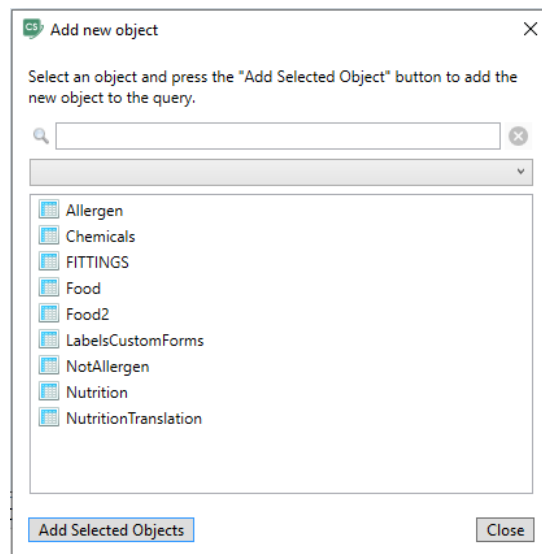 CS
Add new object
Select an object and press the "Add Selected Object" button to add the
new object to the query.
Allergen
Chemicals
FITTINGS
Food
Food2
LabelsCustomForms
NotAllergen
Nutrition
NutritionTranslation
Add Selected Objects
Close